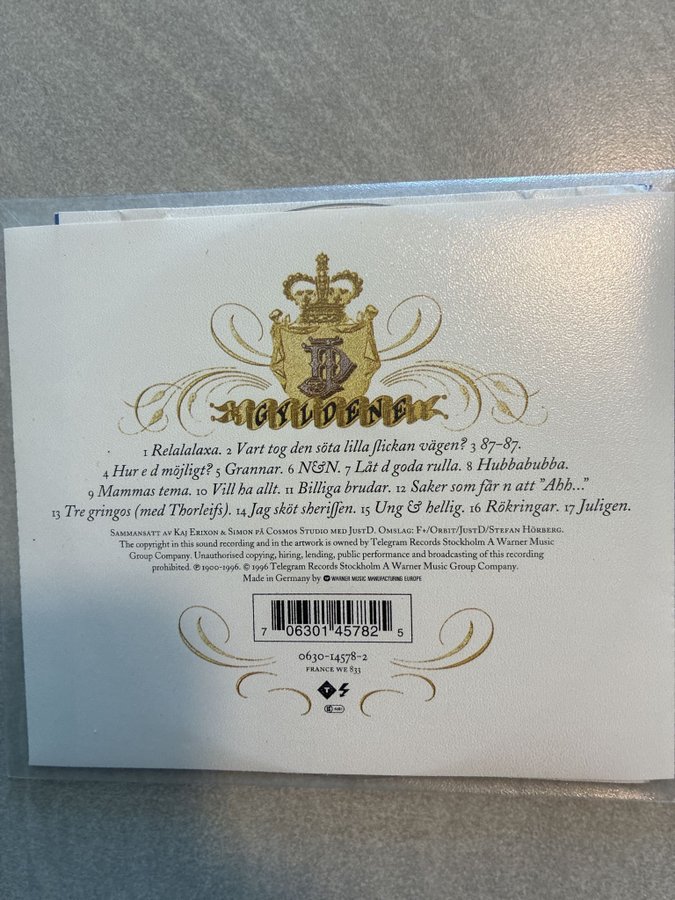 JD
GYLDENE
1 Relalalaxa. 2 Vart tog den söta lilla flickan vägen? 3 87–87.
4 Hur e d möjligt? 5 Grannar. 6 N&N. 7 Låt d goda rulla. 8 Hubbabubba.
9 Mammas tema. 10 Vill ha allt. 11 Billiga brudar. 12 Saker som får n att "Ahh..."
13 Tre gringos (med Thorleifs). 14 Jag sköt sheriffen. 15 Ung & hellig. 16 Rökringar. 17 Juligen.
Sammansatt av Kaj Erixon & Simon på Cosmos Studio med JustD. Omslag: F+/Orbit/JustD/Stefan Hörberg.
The copyright in this sound recording and in the artwork is owned by Telegram Records Stockholm A Warner Music
Group Company. Unauthorised copying, hiring, lending, public performance and broadcasting of this recording
prohibited. ℗ 1900-1996. © 1996 Telegram Records Stockholm A Warner Music Group Company.
Made in Germany by WARNER MUSIC MANUFACTURING EUROPE
7 06301 45782 5
0630-14578-2
FRANCE WE 833